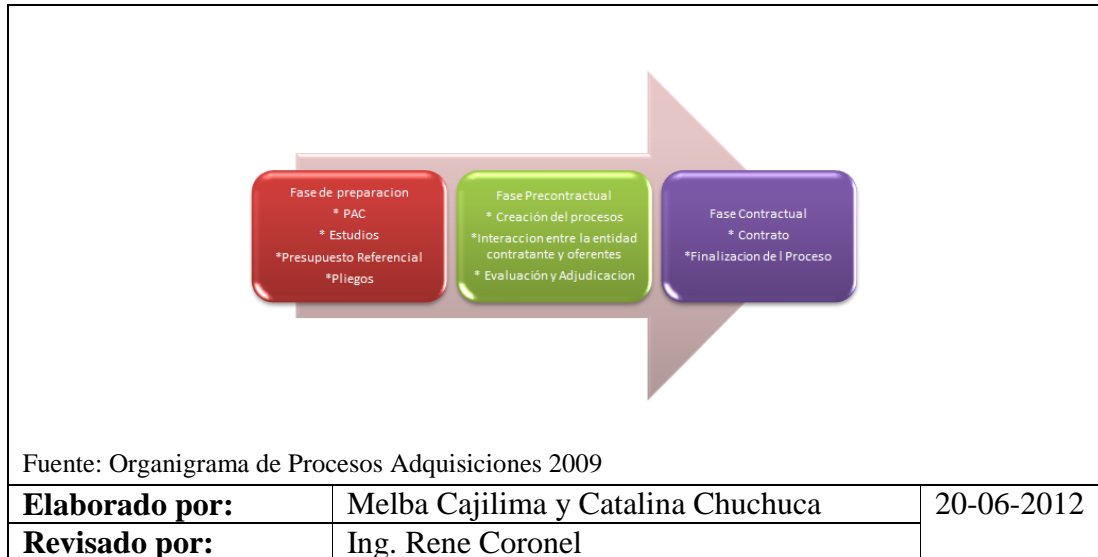 Fase de preparacion
* PAC
* Estudios
*Presupuesto Referencial
*Pliegos
Fase Precontractual
* Creación del procesos
*Interaccion entre la entidad
contratante y oferentes
* Evaluación y Adjudicacion
Fase Contractual
* Contrato
*Finalizacion de l Proceso
Fuente: Organigrama de Procesos Adquisiciones 2009
Elaborado por: Melba Cajilima y Catalina Chuchuca 20-06-2012
Revisado por: Ing. Rene Coronel